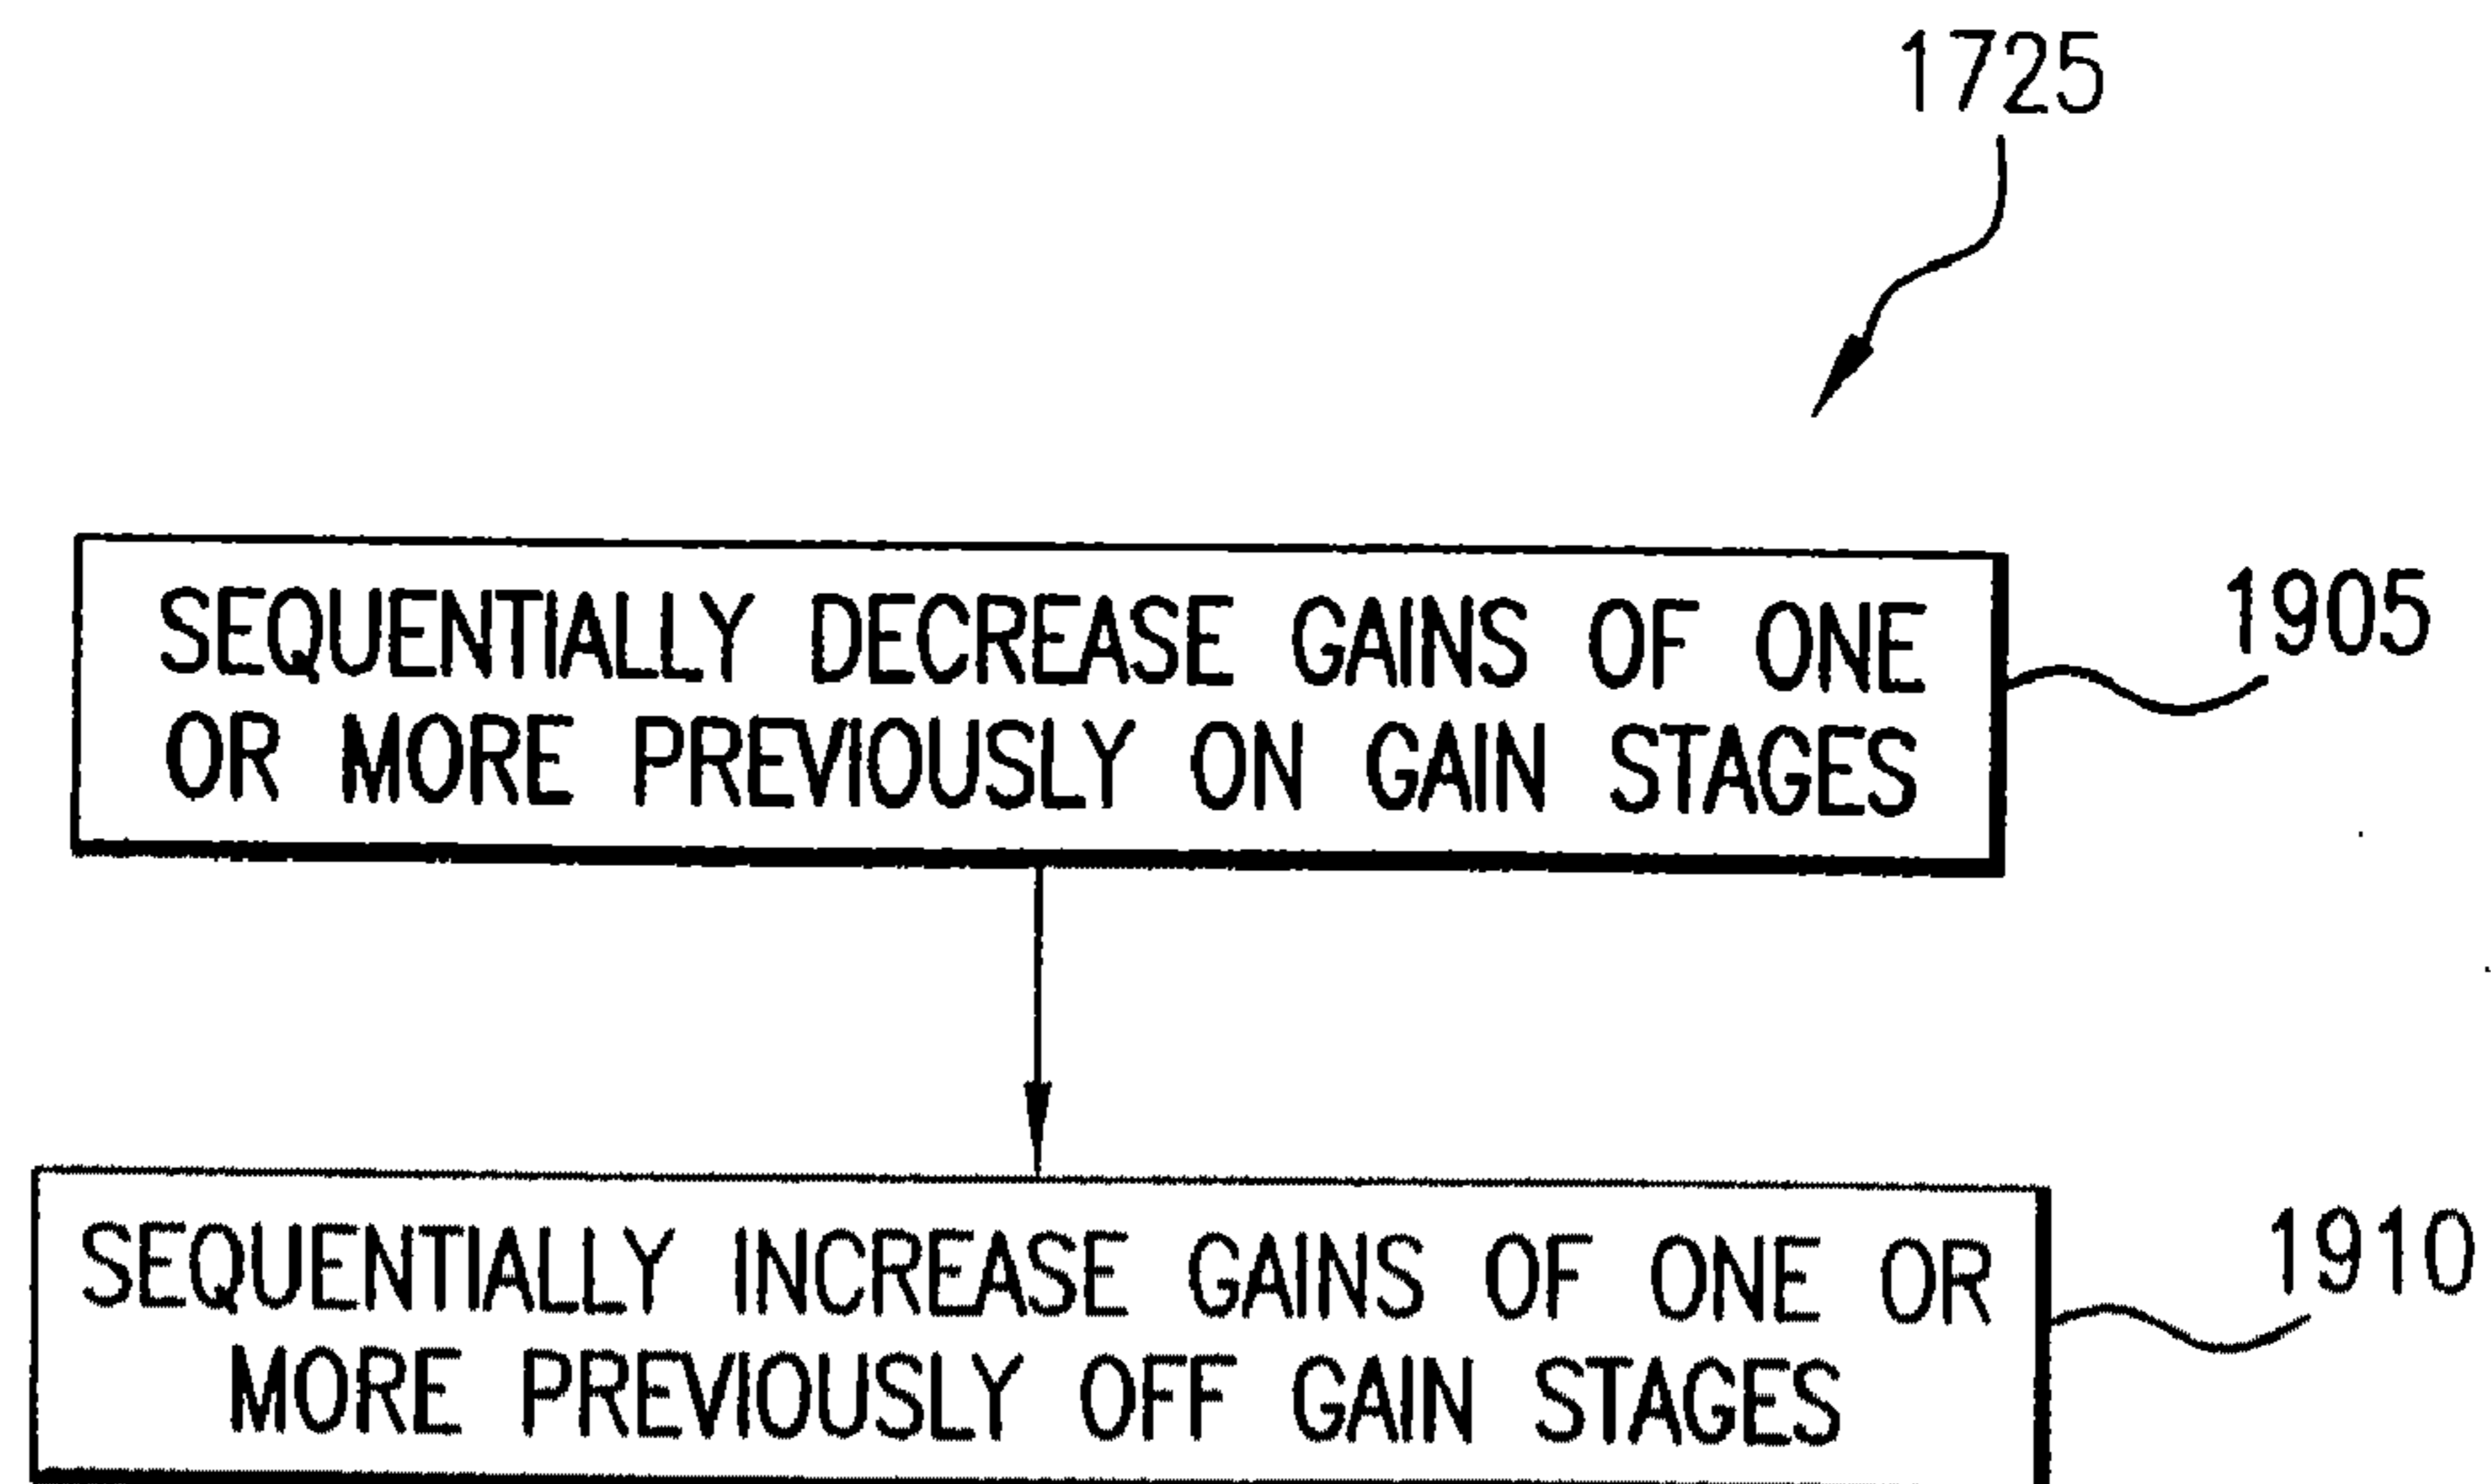 1725
SEQUENTIALLY DECREASE GAINS OF ONE
OR MORE PREVIOUSLY ON GAIN STAGES
1905
SEQUENTIALLY INCREASE GAINS OF ONE OR
MORE PREVIOUSLY OFF GAIN STAGES
1910